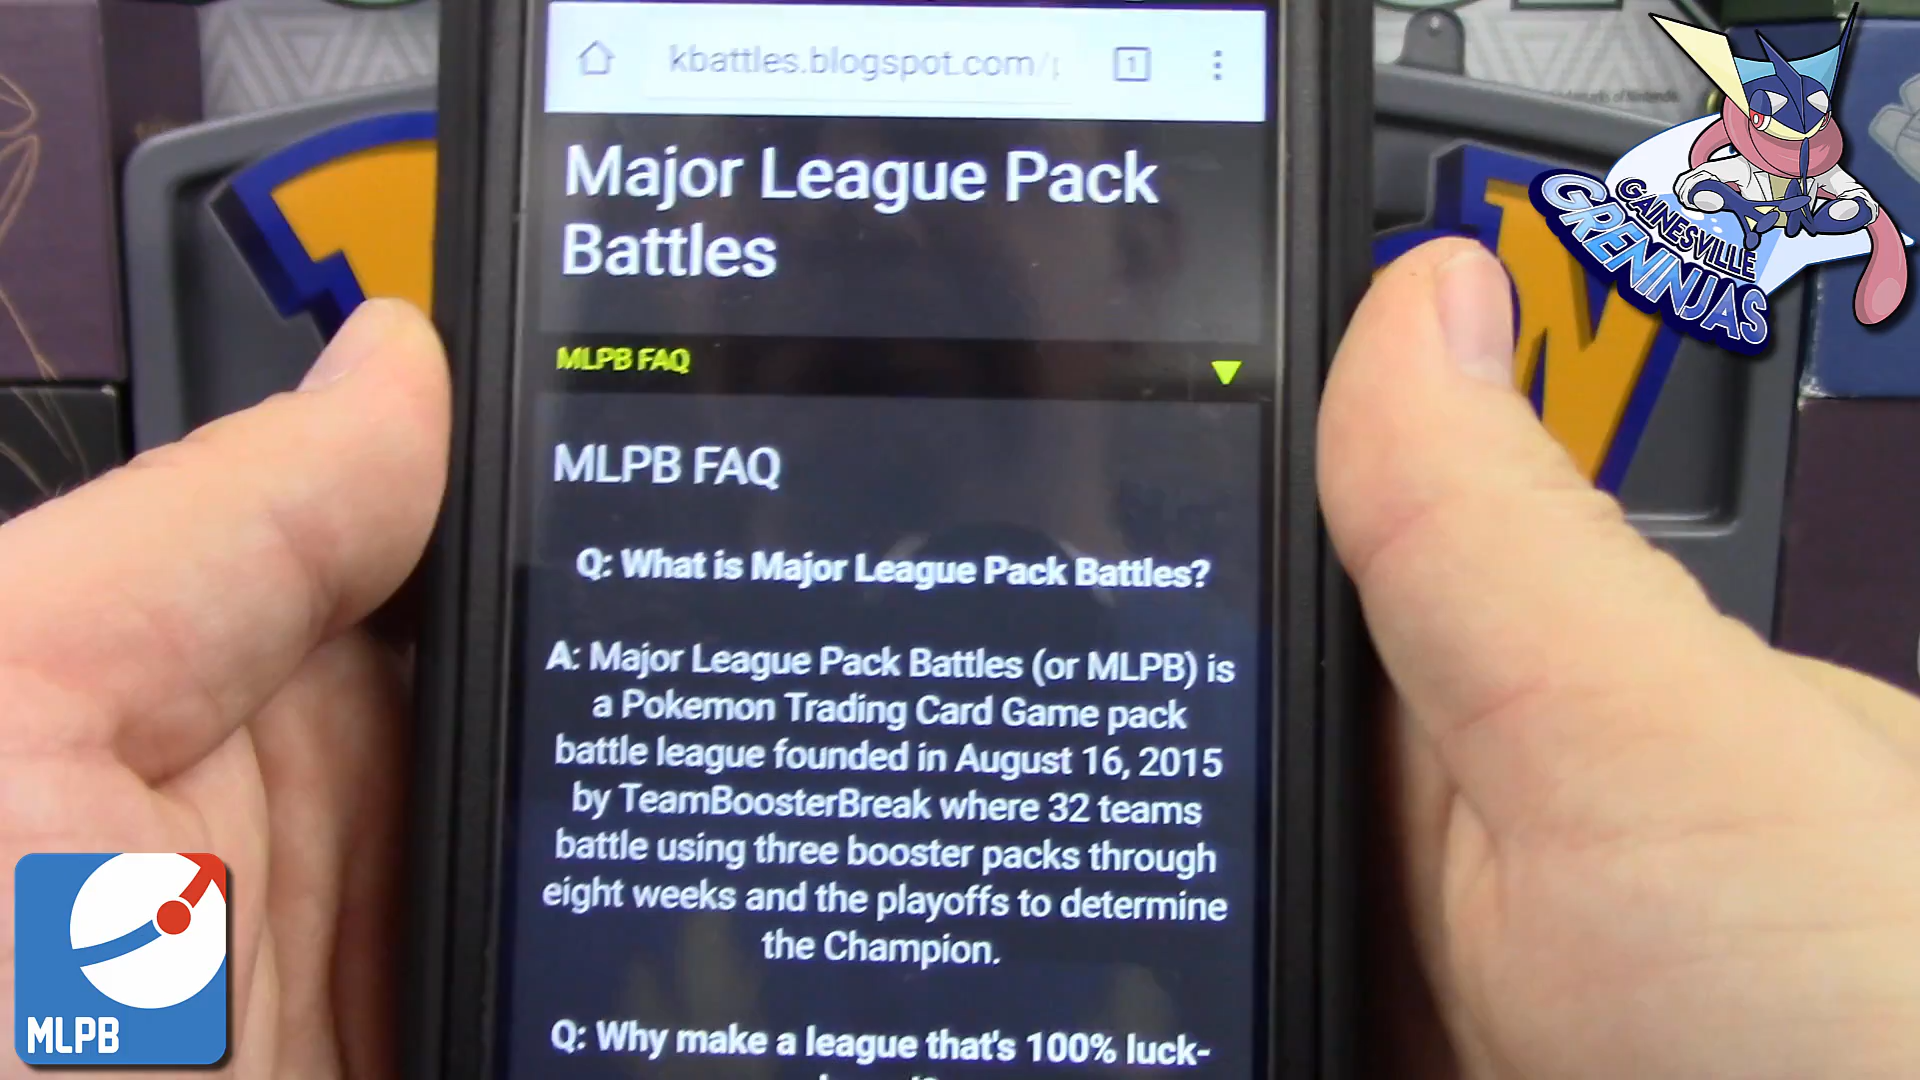 kbattles.blogspot.com/
1
Major League Pack
Battles
MLPB FAQ
MLPB FAQ
Q: What is Major League Pack Battles?
A: Major League Pack Battles (or MLPB) is
a Pokemon Trading Card Game pack
battle league founded in August 16, 2015
by TeamBoosterBreak where 32 teams
battle using three booster packs through
eight weeks and the playoffs to determine
the Champion.
Q: Why make a league that's 100% luck-
GAINESVILLE
GRENINJAS
of Nintendo
MLPB